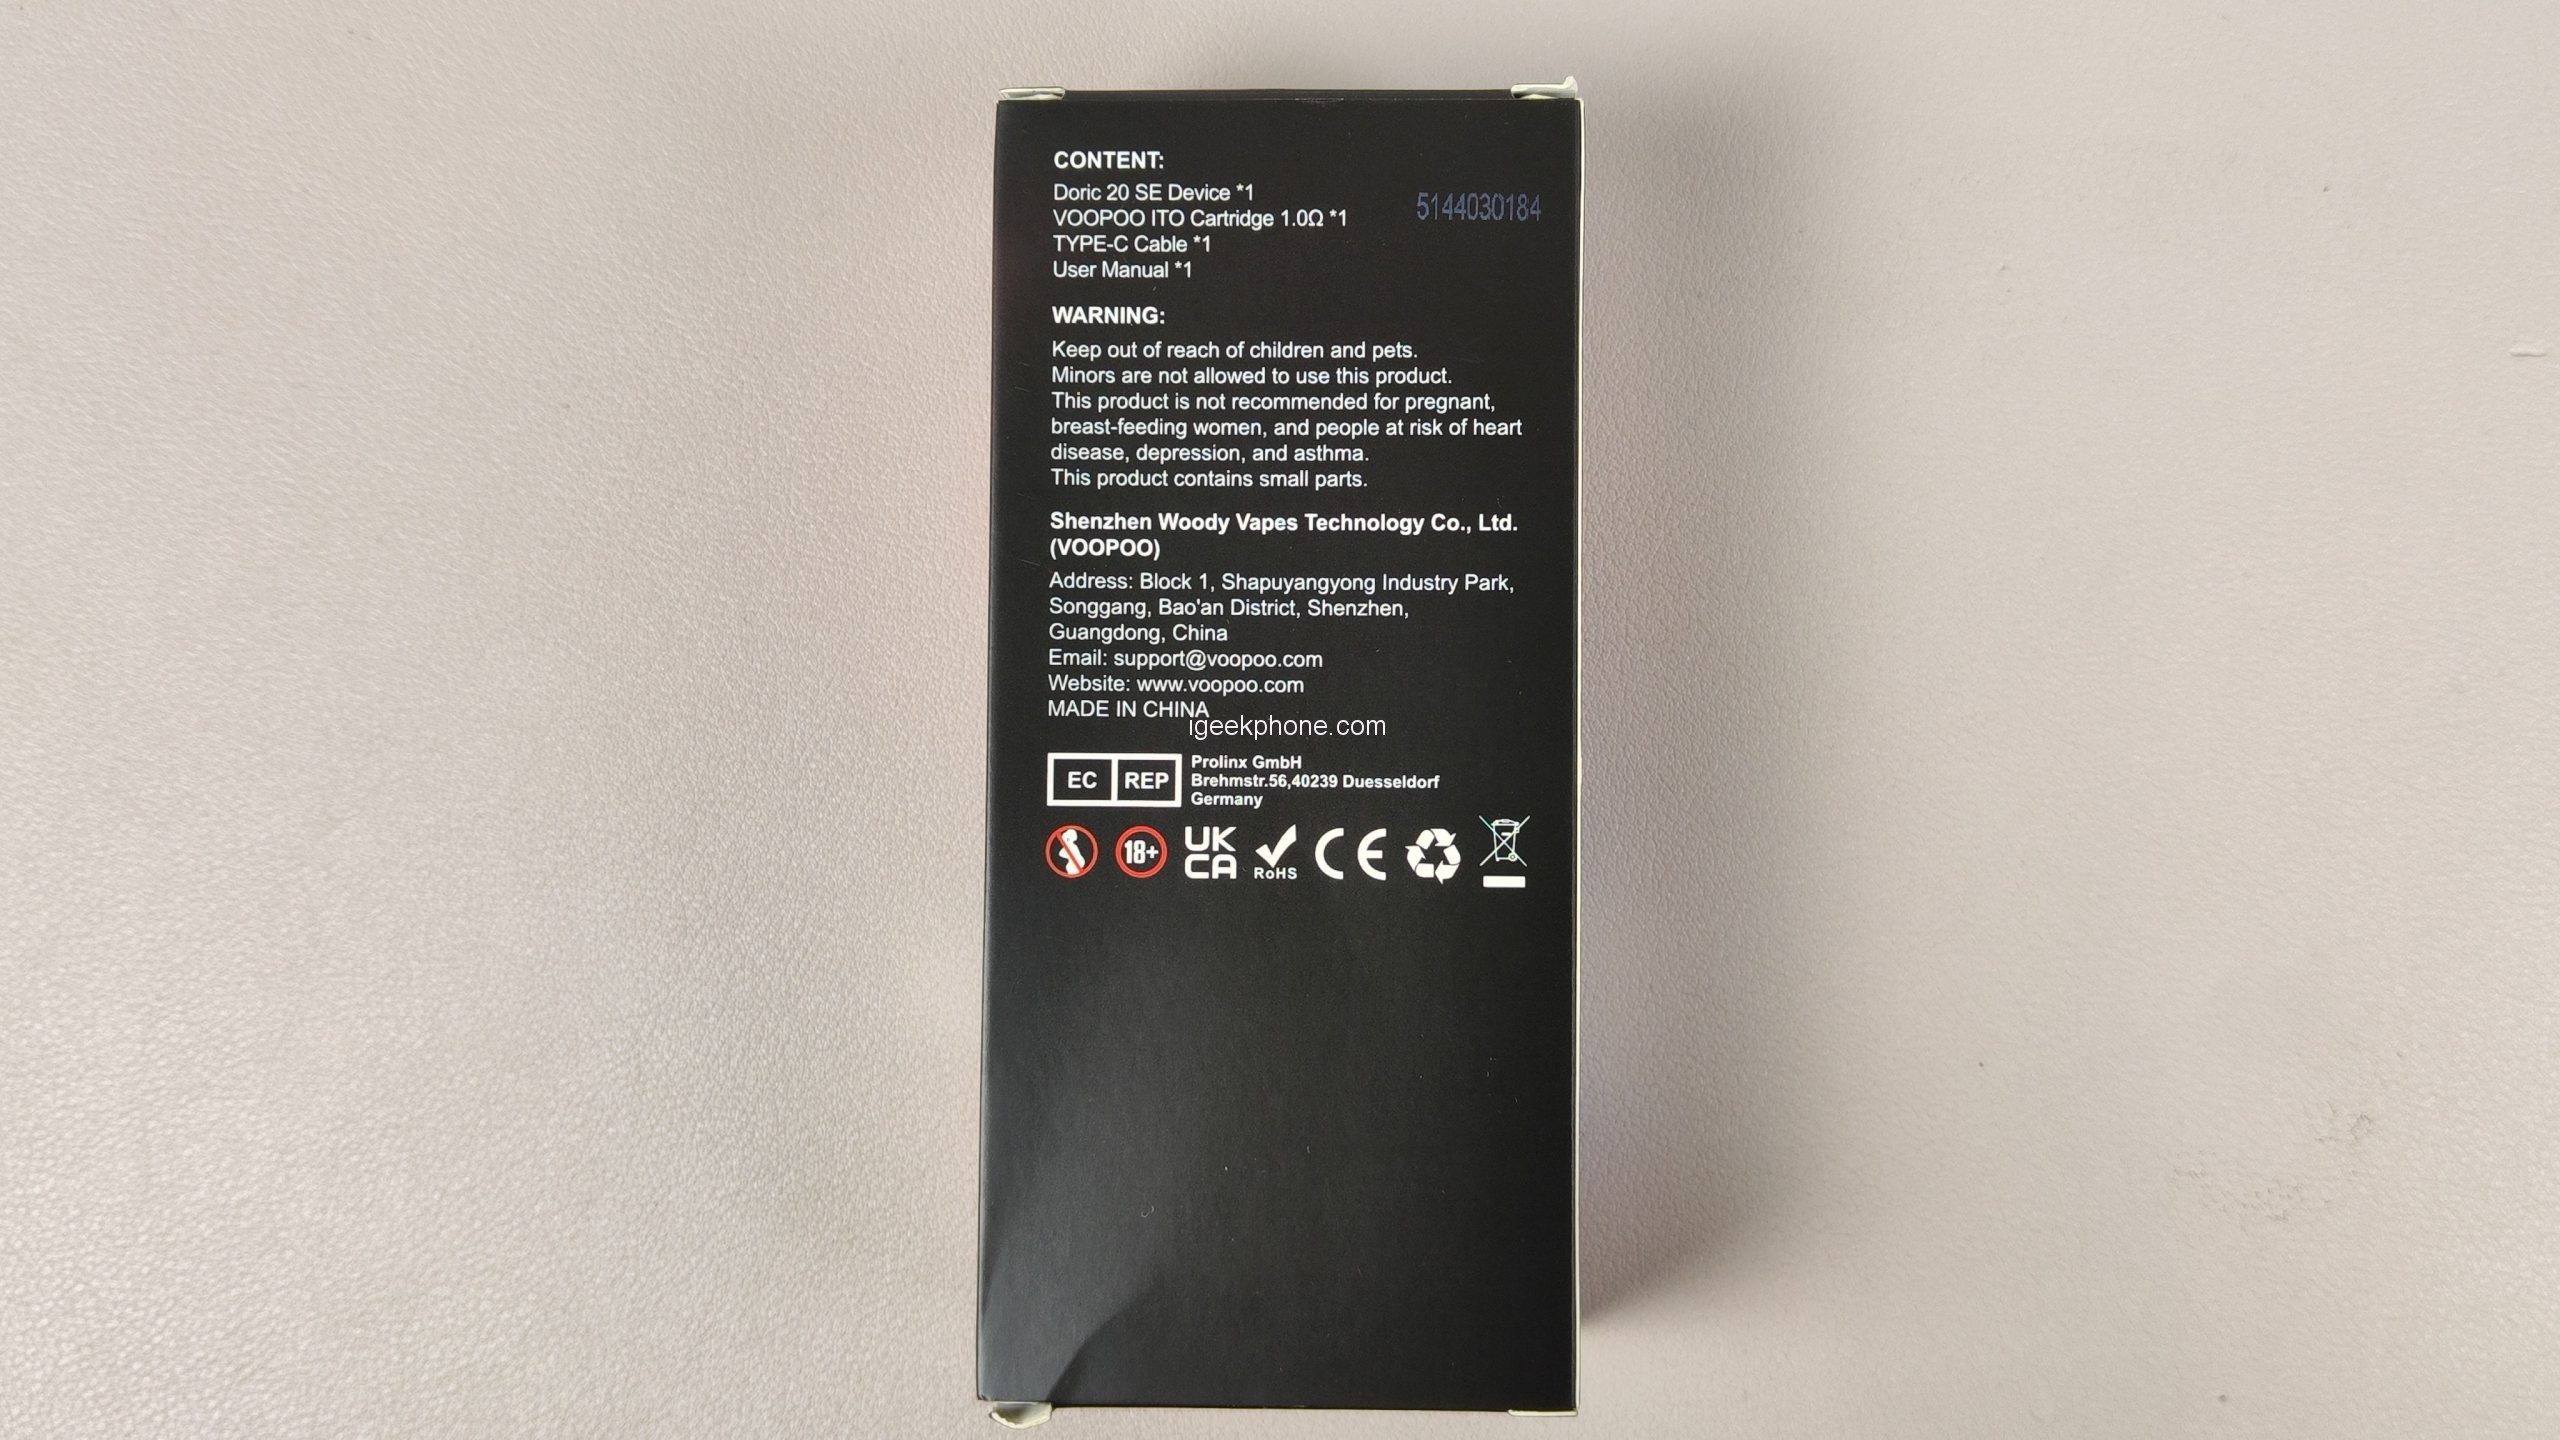 CONTENT:
Doric 20 SE Device *1
VOOPOO ITO Cartridge 1.0Ω *1
TYPE-C Cable *1
User Manual *1
5144030184
WARNING:
Keep out of reach of children and pets.
Minors are not allowed to use this product.
This product is not recommended for pregnant,
breast-feeding women, and people at risk of heart
disease, depression, and asthma.
This product contains small parts.
Shenzhen Woody Vapes Technology Co., Ltd.
(VOOPOO)
Address: Block 1, Shapuyangyong Industry Park,
Songgang, Bao'an District, Shenzhen,
Guangdong, China
Email: support@voopoo.com
Website: www.voopoo.com
MADE IN CHINA
igeekphone.com
EC REP
Prolinx GmbH
Brehmstr.56,40239 Duesseldorf
Germany
18+
UK
CA
RoHS
CE